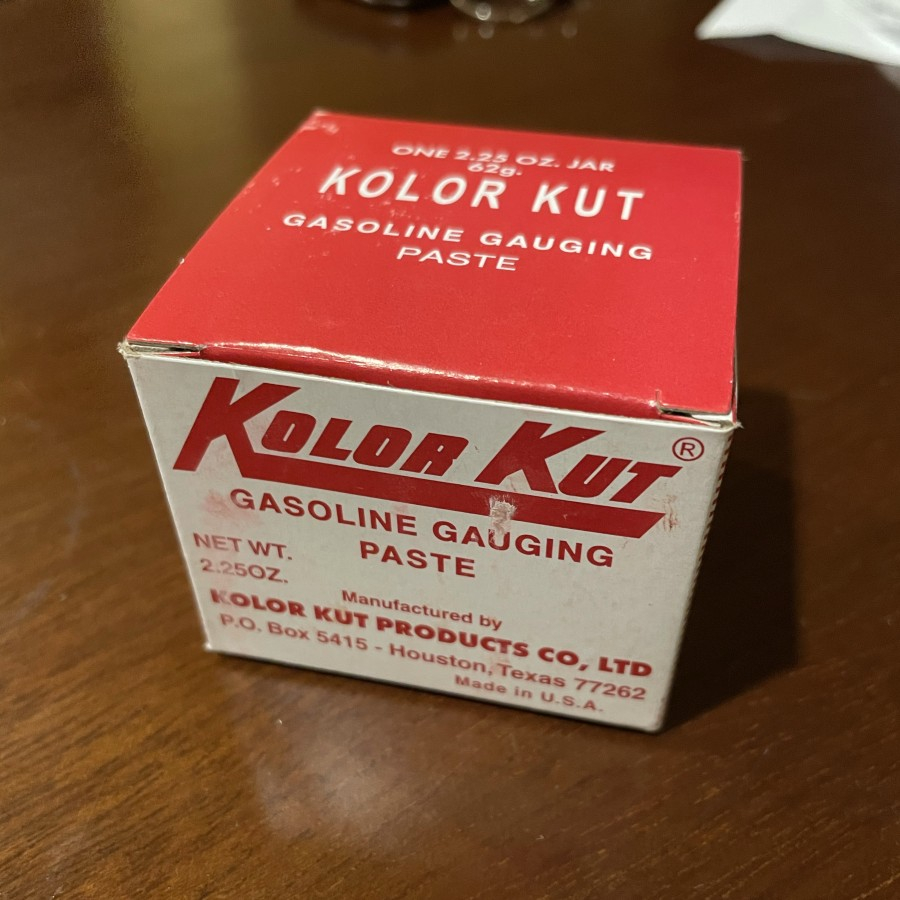 ONE 2.25 OZ. JAR
62g.
KOLOR KUT
GASOLINE GAUGING
PASTE
KOLOR KUT ®
GASOLINE GAUGING
PASTE
NET WT.
2.25OZ.
Manufactured by
KOLOR KUT PRODUCTS CO, LTD
P.O. Box 5415 - Houston, Texas 77262
Made in U.S.A.